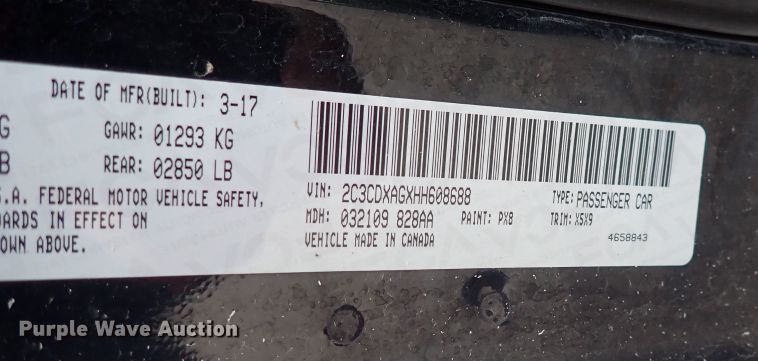 DATE OF MFR(BUILT): 3-17
G GAWR: 01293 KG
B REAR: 02850 LB
S.A. FEDERAL MOTOR VEHICLE SAFETY,
ARDS IN EFFECT ON
OWN ABOVE.
VIN: 2C3CDXAGXHH608688 TYPE: PASSENGER CAR
MDH: 032109 828AA PAINT: PX8 TRIM: X5X9
VEHICLE MADE IN CANADA 4658843
Purple Wave Auction